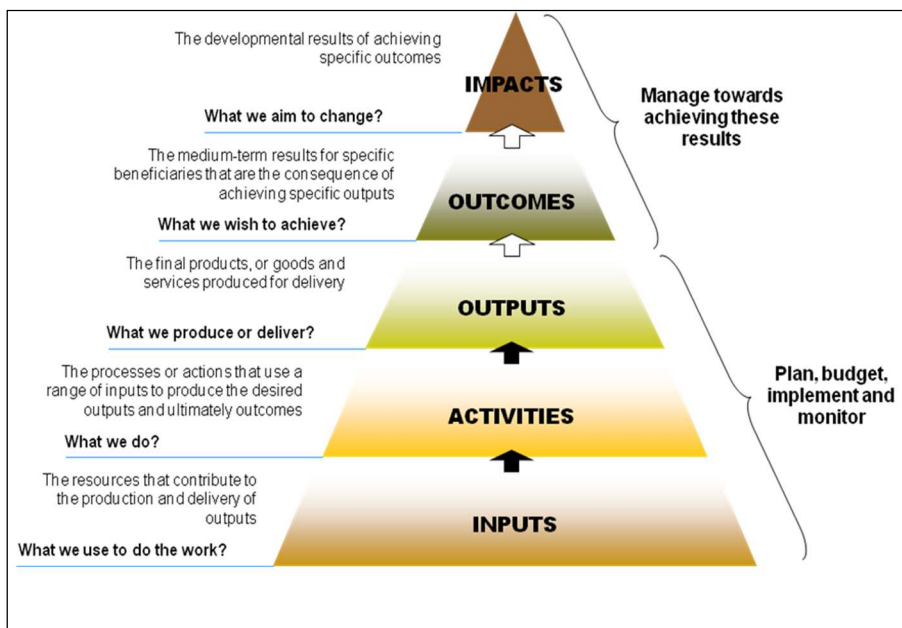 The developmental results of achieving
specific outcomes
IMPACTS
What we aim to change?
Manage towards
achieving these
results
The medium-term results for specific
beneficiaries that are the consequence of
achieving specific outputs
OUTCOMES
What we wish to achieve?
The final products, or goods and
services produced for delivery
OUTPUTS
What we produce or deliver?
The processes or actions that use a
range of inputs to produce the desired
outputs and ultimately outcomes
ACTIVITIES
What we do?
Plan, budget,
implement and
monitor
The resources that contribute to
the production and delivery of
outputs
INPUTS
What we use to do the work?